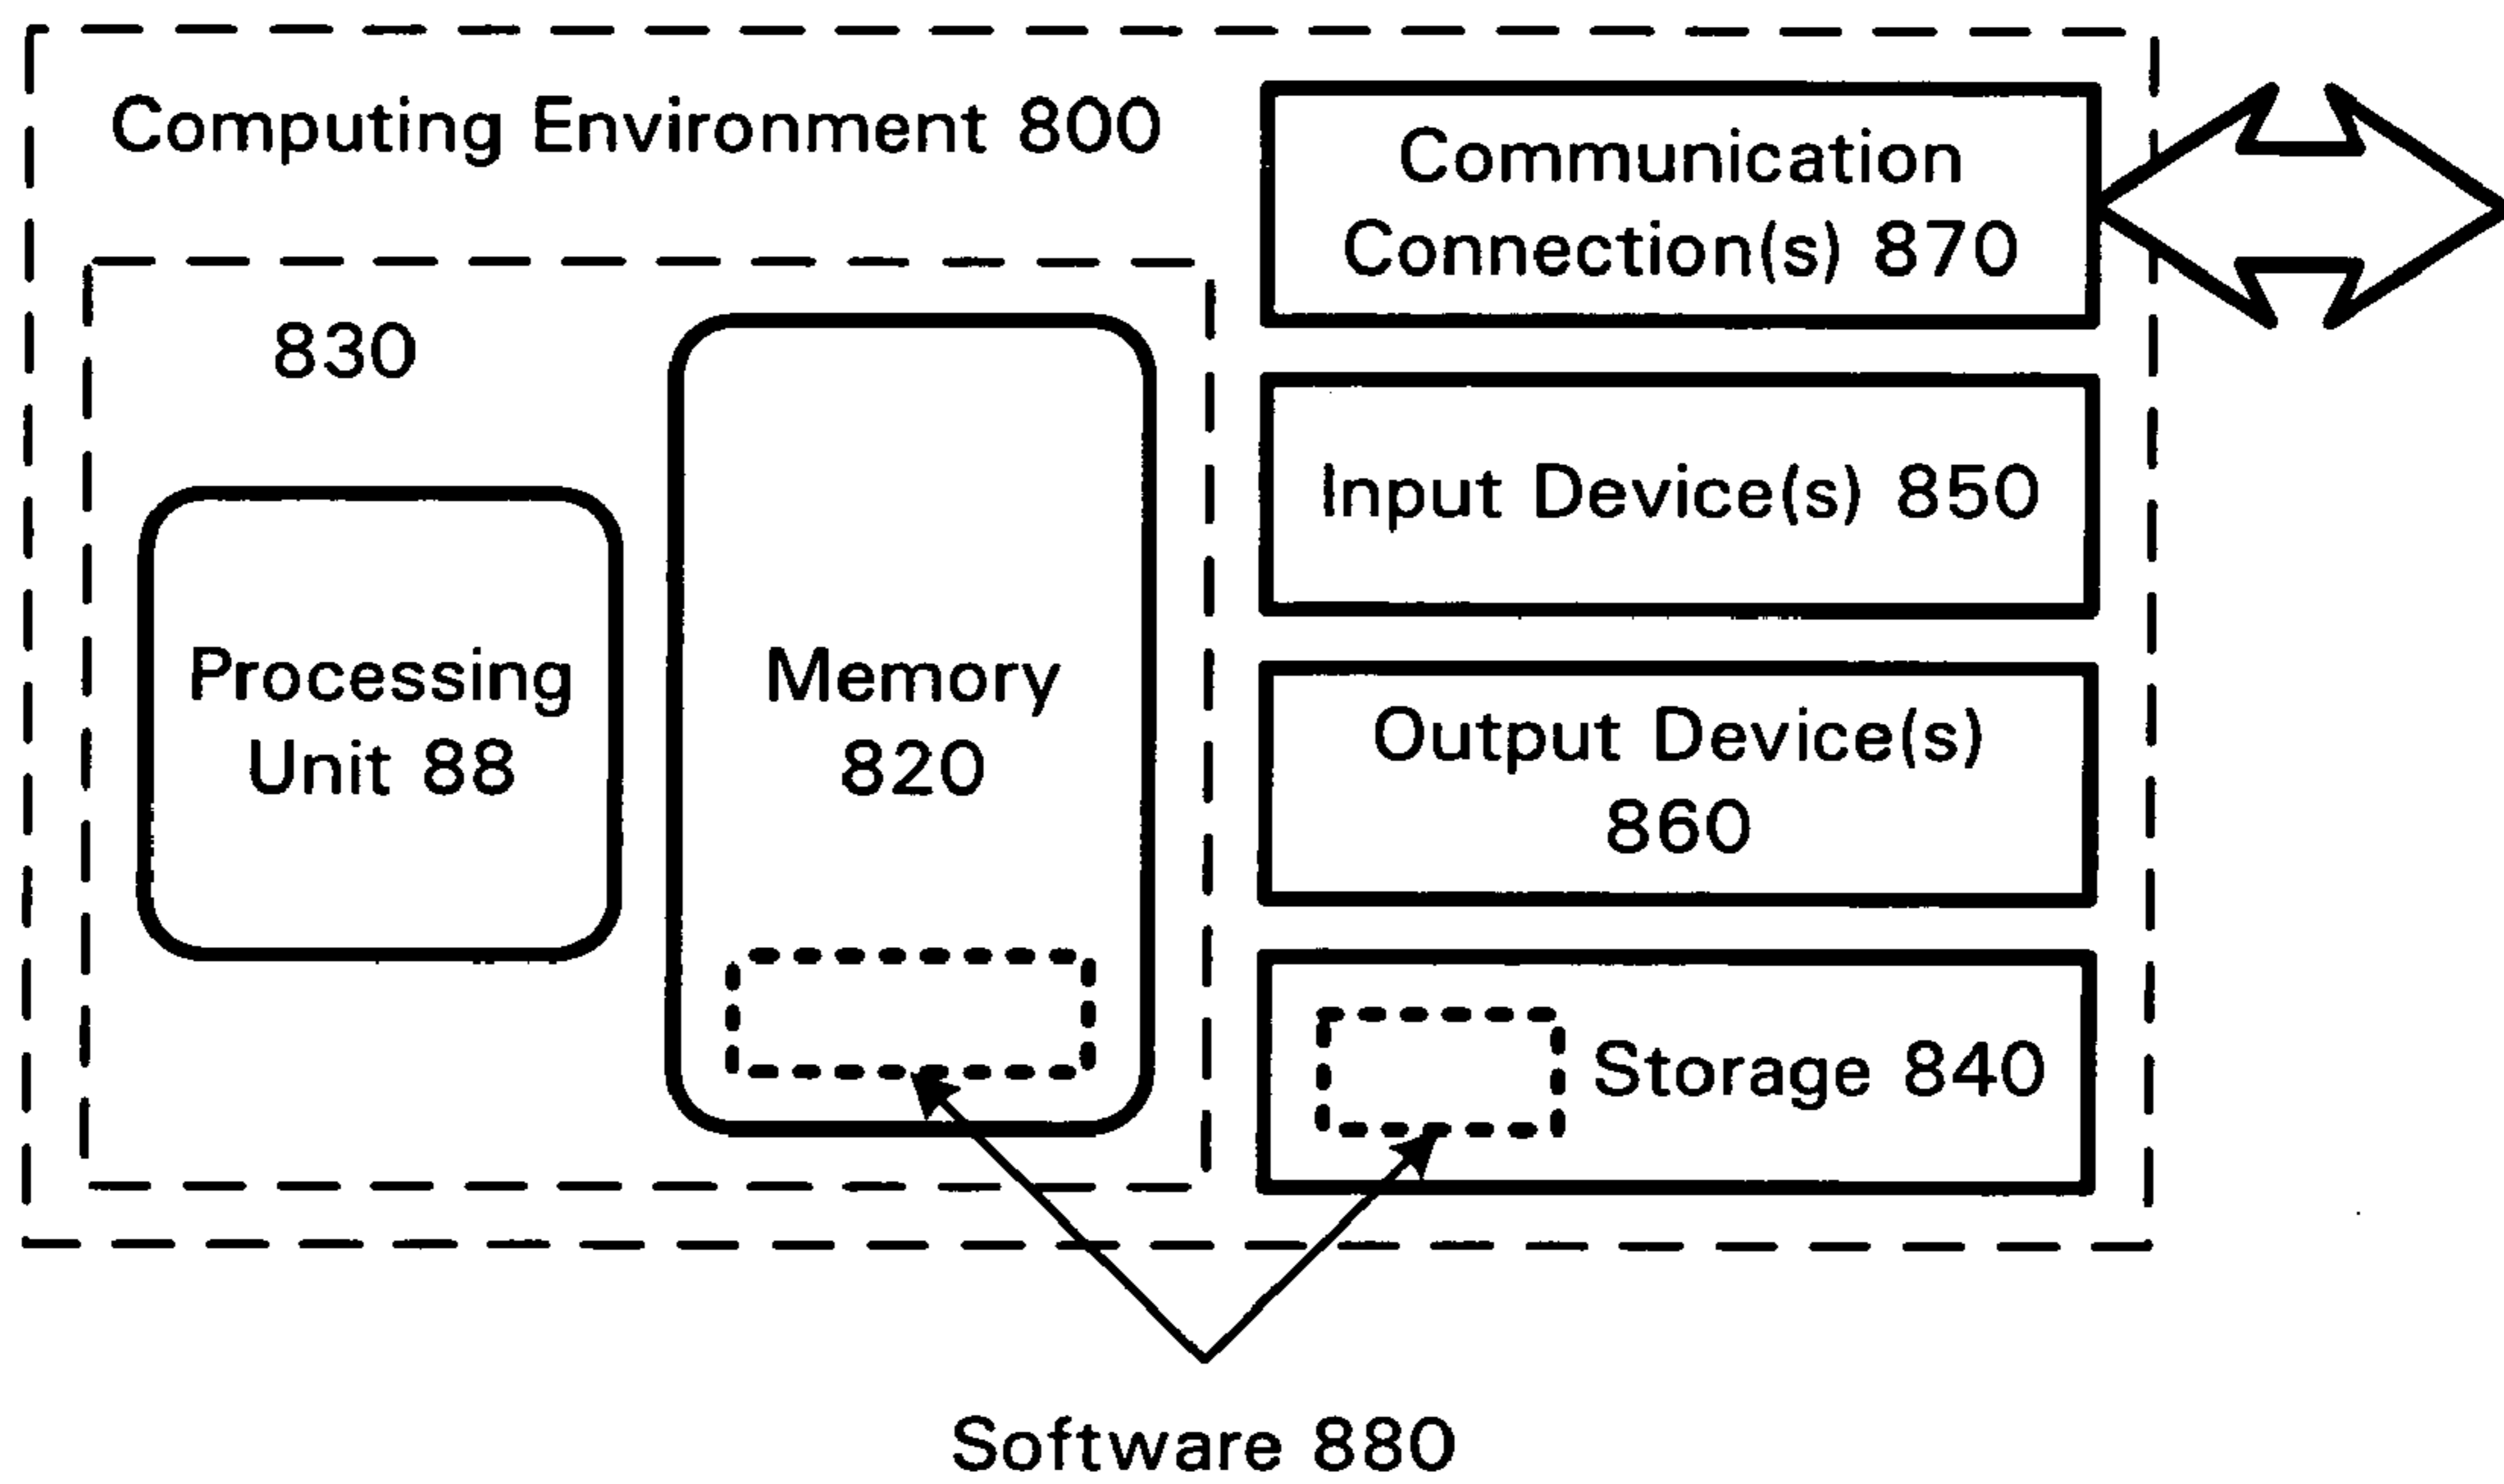 Computing Environment 800
830
Processing
Unit 88
Memory
820
Communication
Connection(s) 870
Input Device(s) 850
Output Device(s)
860
Storage 840
Software 880